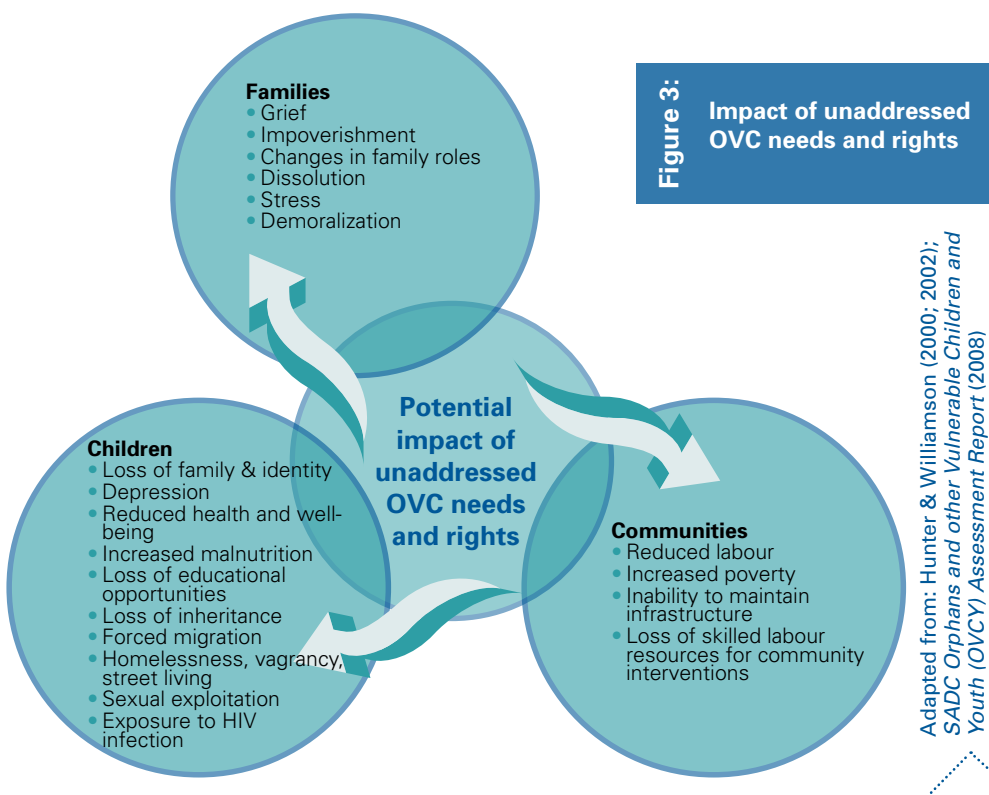 Families
• Grief
• Impoverishment
• Changes in family roles
• Dissolution
• Stress
• Demoralization
Figure 3:
Impact of unaddressed
OVC needs and rights
Potential
impact of
unaddressed
OVC needs
and rights
Children
• Loss of family & identity
• Depression
• Reduced health and well-
being
• Increased malnutrition
• Loss of educational
opportunities
• Loss of inheritance
• Forced migration
• Homelessness, vagrancy,
street living
• Sexual exploitation
• Exposure to HIV
infection
Communities
• Reduced labour
• Increased poverty
• Inability to maintain
infrastructure
• Loss of skilled labour
resources for community
interventions
Adapted from: Hunter & Williamson (2000; 2002);
SADC Orphans and other Vulnerable Children and
Youth (OVCY) Assessment Report (2008)